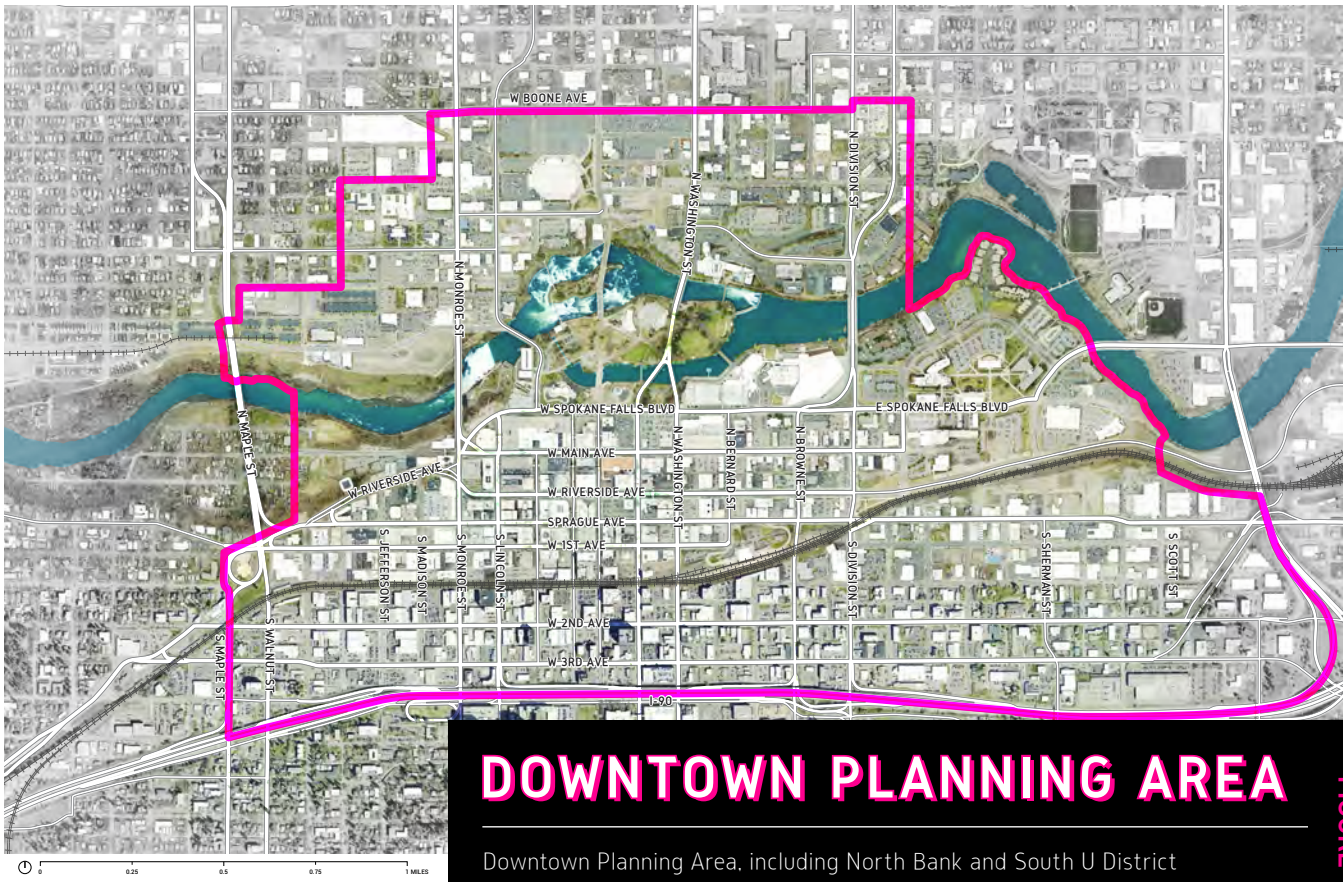 W BOONE AVE
N DIVISION ST
N WASHINGTON ST
N MONROE ST
W SPOKANE FALLS BLVD
E SPOKANE FALLS BLVD
N MAPLE ST
W MAIN AVE
N WASHINGTON ST
N BERNARD ST
N BROWNE ST
W RIVERSIDE AVE
W RIVERSIDE AVE
SPRAGUE AVE
W 1ST AVE
S JEFFERSON ST
S MADISON ST
S MONROE ST
S LINCOLN ST
S DIVISION ST
S SHERMAN ST
S SCOTT ST
W 2ND AVE
S MAPLE ST
S WALNUT ST
W 3RD AVE
I-90
DOWNTOWN PLANNING AREA
Downtown Planning Area, including North Bank and South U District
0 0.25 0.5 0.75 1 MILES